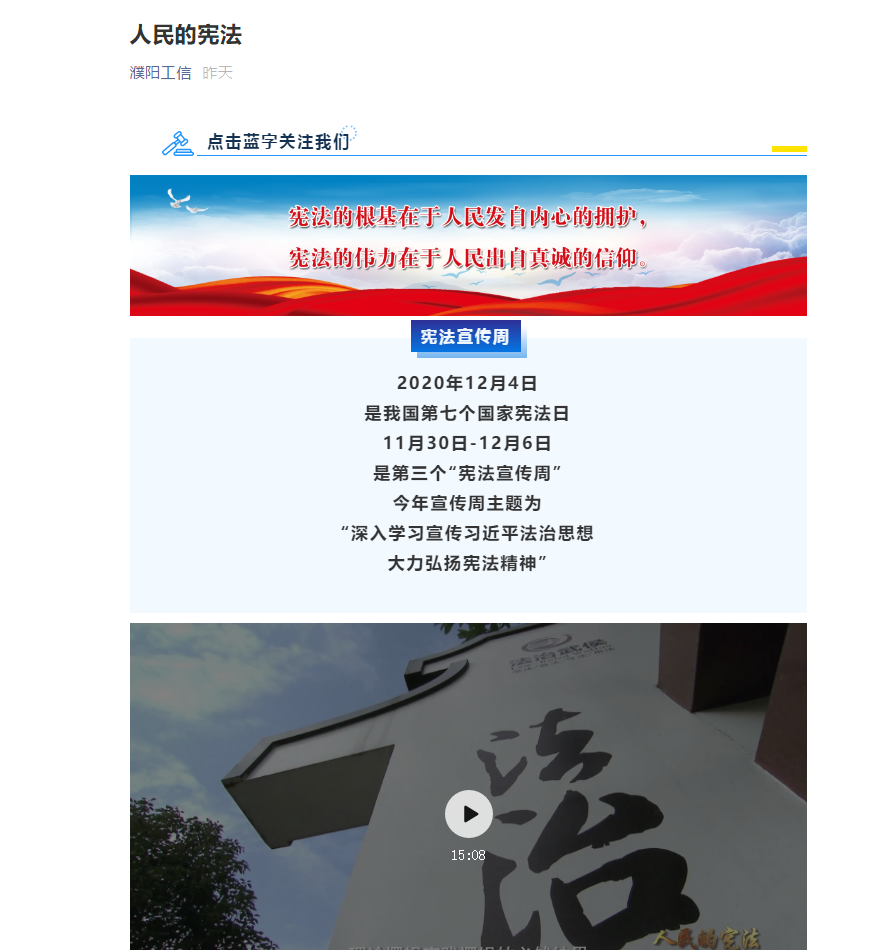 人民的宪法
濮阳工信 昨天
点击蓝字关注我们
宪法的根基在于人民发自内心的拥护，
宪法的伟力在于人民出自真诚的信仰。
宪法宣传周
2020年12月4日
是我国第七个国家宪法日
11月30日-12月6日
是第三个“宪法宣传周”
今年宣传周主题为
“深入学习宣传习近平法治思想
大力弘扬宪法精神”
法治
15:08
人民的宪法